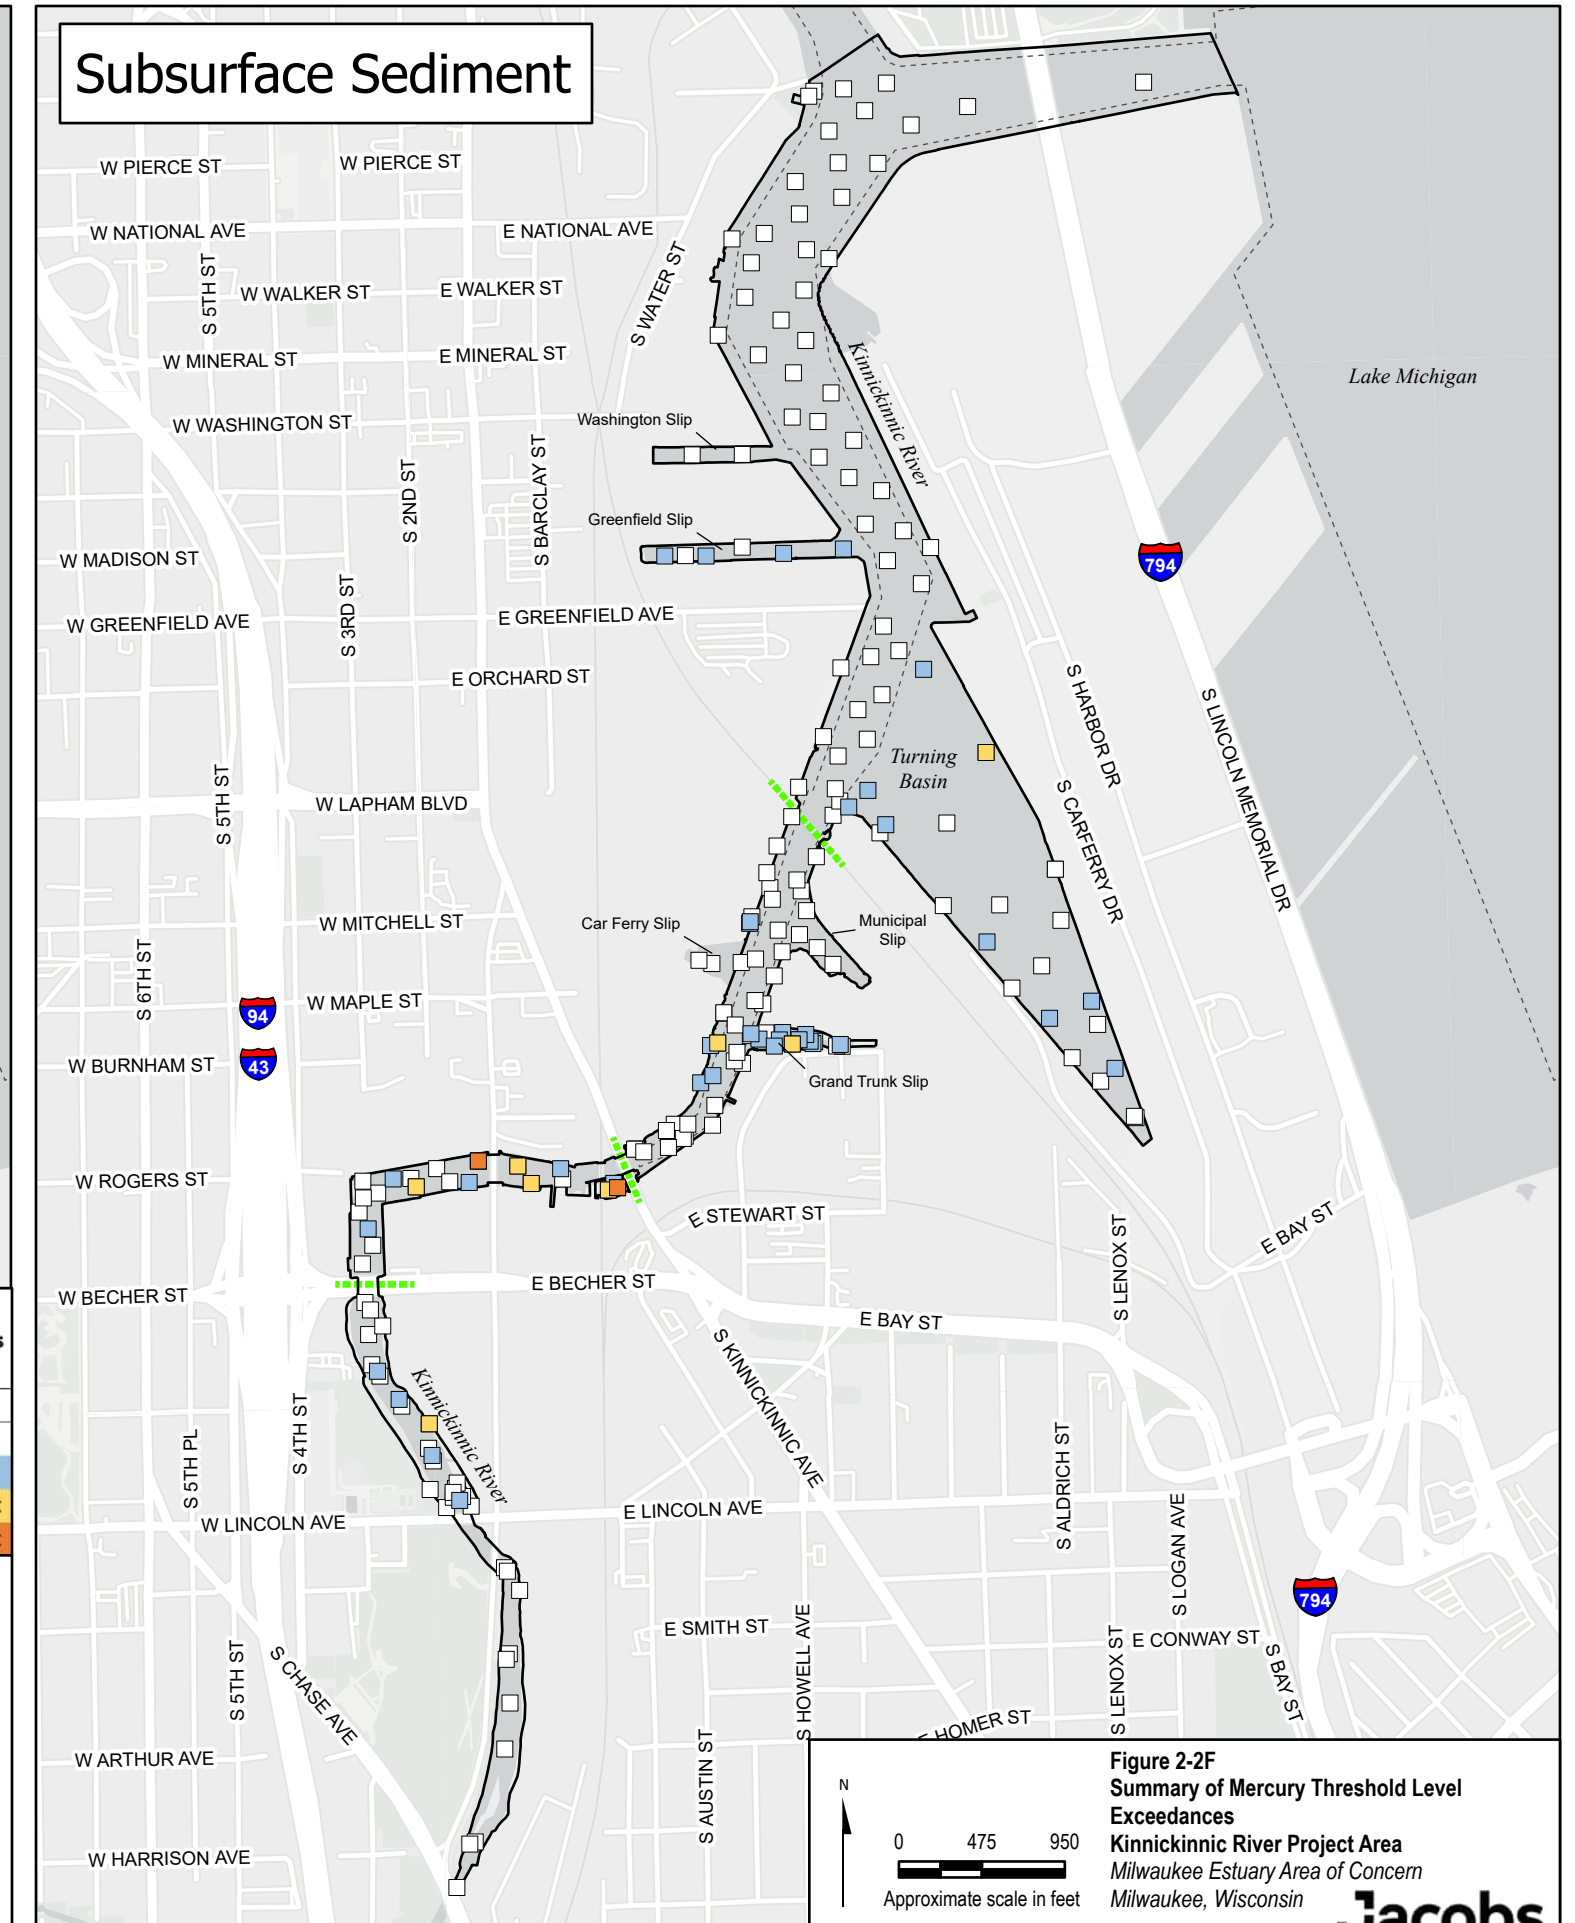 Subsurface Sediment
W PIERCE ST
W PIERCE ST
W NATIONAL AVE
E NATIONAL AVE
S 5TH ST
W WALKER ST
E WALKER ST
S WATER ST
W MINERAL ST
E MINERAL ST
Kinnickinnic River
Lake Michigan
W WASHINGTON ST
Washington Slip
S 2ND ST
S BARCLAY ST
Greenfield Slip
W MADISON ST
794
S 3RD ST
W GREENFIELD AVE
E GREENFIELD AVE
E ORCHARD ST
S HARBOR DR
S LINCOLN MEMORIAL DR
Turning
Basin
S 5TH ST
W LAPHAM BLVD
S CARFERRY DR
W MITCHELL ST
Car Ferry Slip
Municipal
Slip
S 6TH ST
W MAPLE ST
94
W BURNHAM ST
43
Grand Trunk Slip
W ROGERS ST
E STEWART ST
S LENOX ST
E BAY ST
W BECHER ST
E BECHER ST
E BAY ST
S KINNICKINNIC AVE
Kinnickinnic River
S 5TH PL
S 4TH ST
S ALDRICH ST
W LINCOLN AVE
E LINCOLN AVE
S LOGAN AVE
794
S HOWELL AVE
E SMITH ST
S LENOX ST
E CONWAY ST
S BAY ST
S 5TH ST
S CHASE AVE
E HOMER ST
S AUSTIN ST
W ARTHUR AVE
W HARRISON AVE
Figure 2-2F
Summary of Mercury Threshold Level
Exceedances
Kinnickinnic River Project Area
Milwaukee Estuary Area of Concern
Milwaukee, Wisconsin
N
0 475 950
Approximate scale in feet
Jacobs